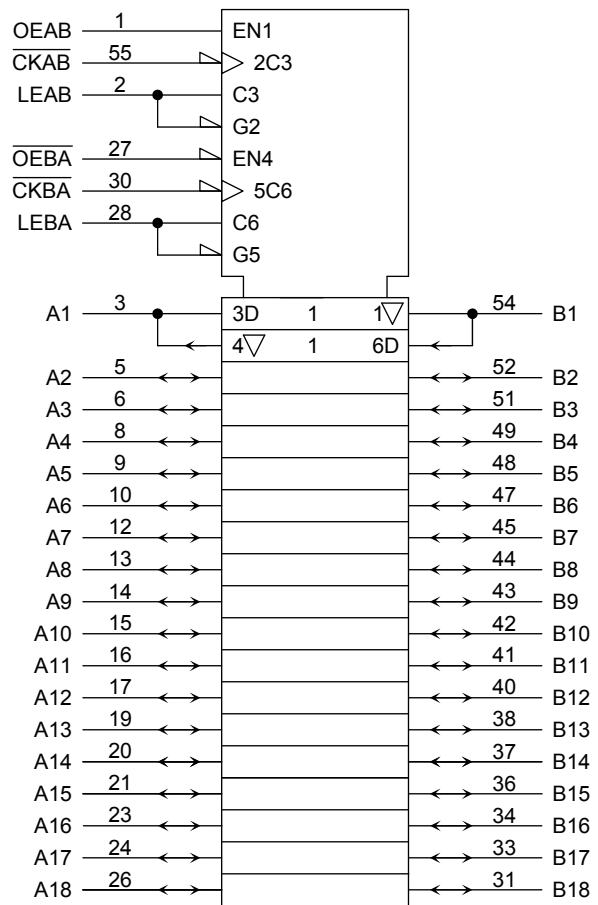 OEAB 1 EN1
CKAB 55 2C3
LEAB 2 C3
G2
OEBA 27 EN4
CKBA 30 5C6
LEBA 28 C6
G5
A1 3 3D 1 1 54 B1
4 1 6D
A2 5 52 B2
A3 6 51 B3
A4 8 49 B4
A5 9 48 B5
A6 10 47 B6
A7 12 45 B7
A8 13 44 B8
A9 14 43 B9
A10 15 42 B10
A11 16 41 B11
A12 17 40 B12
A13 19 38 B13
A14 20 37 B14
A15 21 36 B15
A16 23 34 B16
A17 24 33 B17
A18 26 31 B18